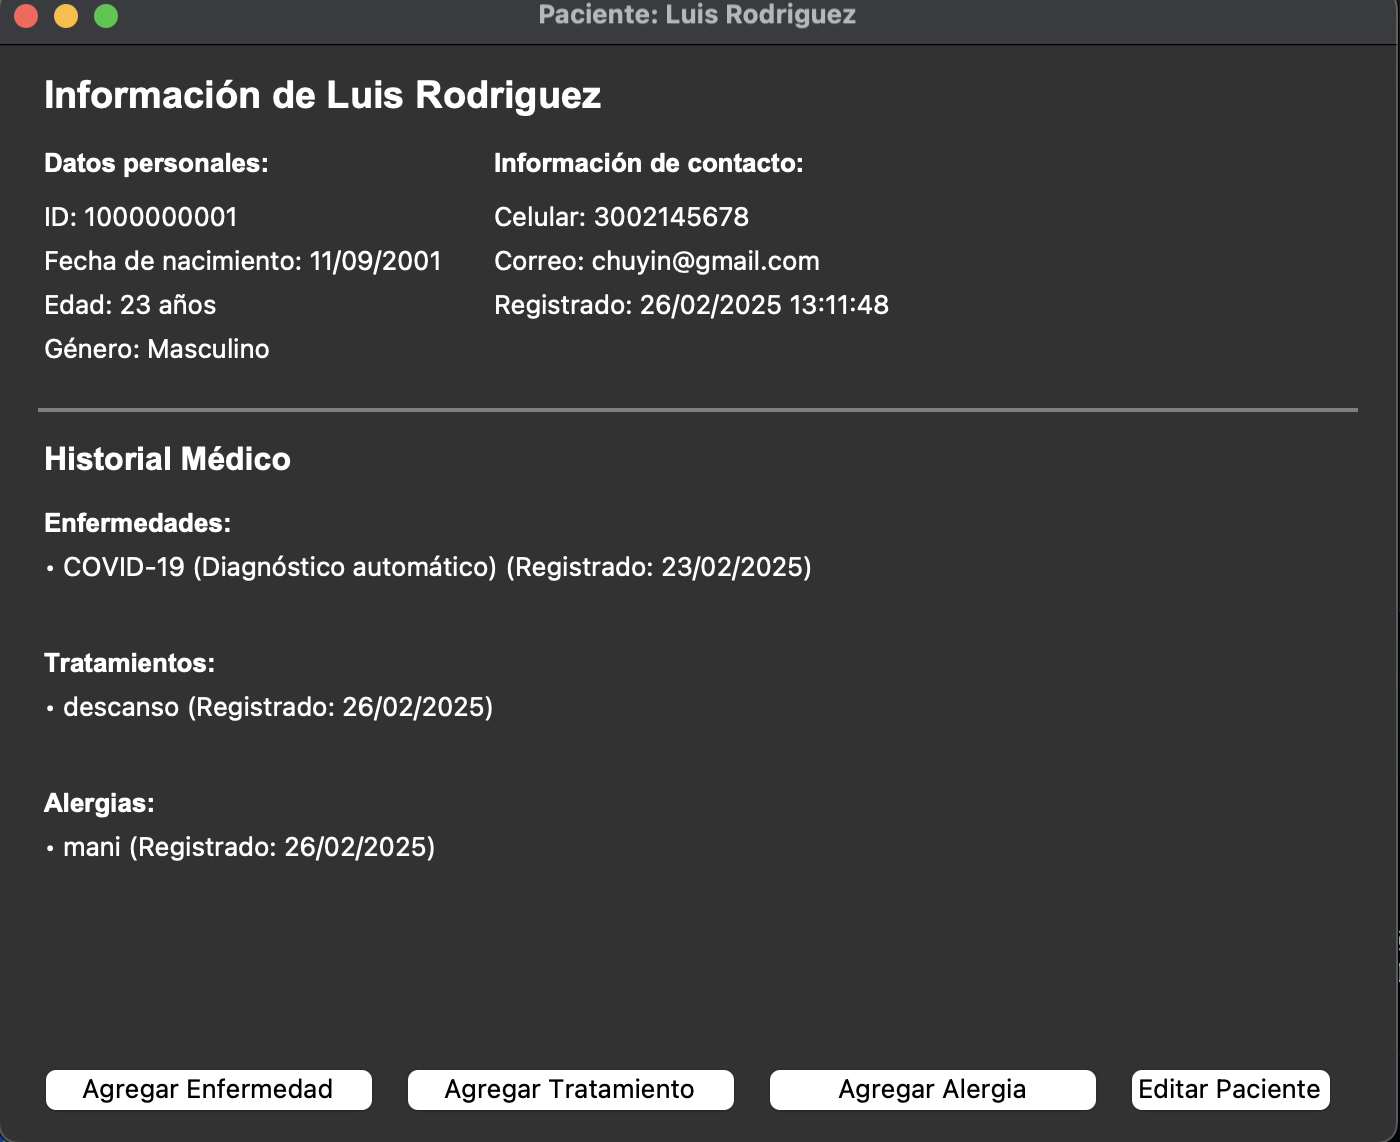 Paciente: Luis Rodriguez
Información de Luis Rodriguez
Datos personales:
ID: 1000000001
Fecha de nacimiento: 11/09/2001
Edad: 23 años
Género: Masculino
Información de contacto:
Celular: 3002145678
Correo: chuyin@gmail.com
Registrado: 26/02/2025 13:11:48
Historial Médico
Enfermedades:
• COVID-19 (Diagnóstico automático) (Registrado: 23/02/2025)
Tratamientos:
• descanso (Registrado: 26/02/2025)
Alergias:
• mani (Registrado: 26/02/2025)
Agregar Enfermedad
Agregar Tratamiento
Agregar Alergia
Editar Paciente